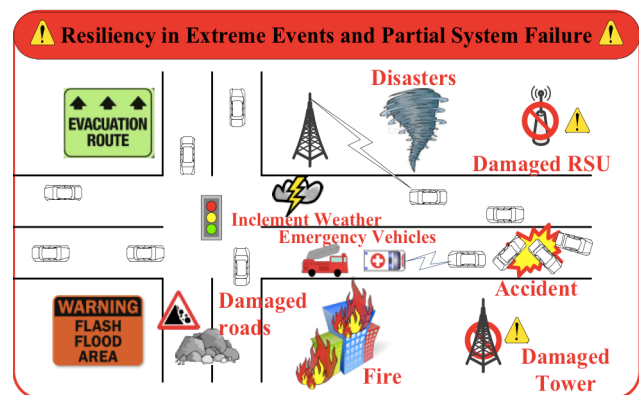 Resiliency in Extreme Events and Partial System Failure
Disasters
EVACUATION
ROUTE
Damaged RSU
Inclement Weather
Emergency Vehicles
Accident
WARNING
FLASH
FLOOD
AREA
Damaged
roads
Fire
Damaged
Tower